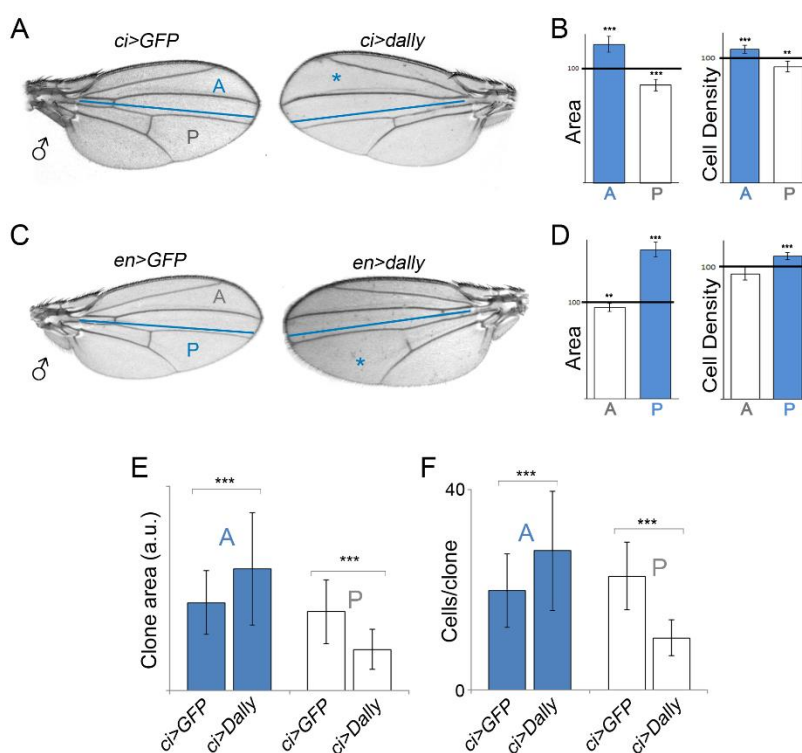 A
ci>GFP
ci>dally
A
*
P
♂
B
***
100
***
Area
A P
***
**
100
Cell Density
A P
C
en>GFP
en>dally
A
P
*
♂
D
***
**
100
Area
A P
***
100
Cell Density
A P
E
***
A
***
P
Clone area (a.u.)
ci>GFP
ci>Dally
ci>GFP
ci>Dally
F
40
***
A
***
P
Cells/clone
0
ci>GFP
ci>Dally
ci>GFP
ci>Dally